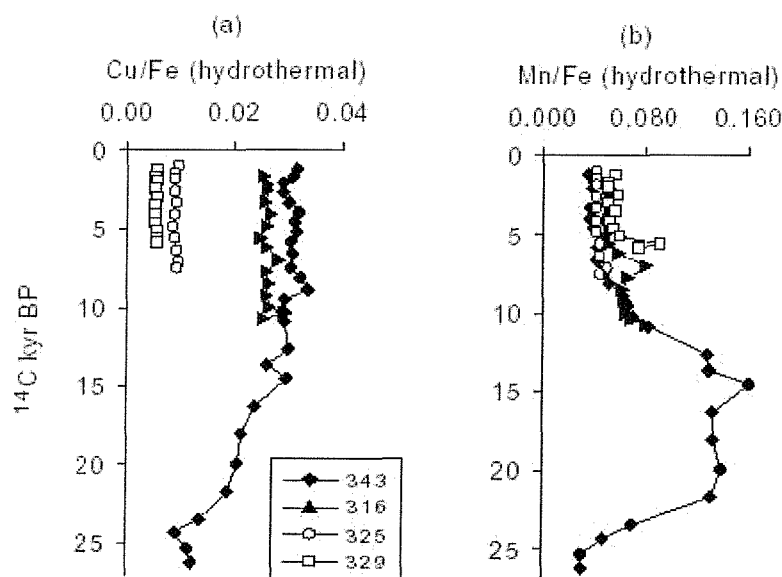 (a)
Cu/Fe (hydrothermal)
0.00 0.02 0.04
0
5
10
15
20
25
¹⁴C kyr BP
343
316
325
329
(b)
Mn/Fe (hydrothermal)
0.000 0.080 0.160
0
5
10
15
20
25